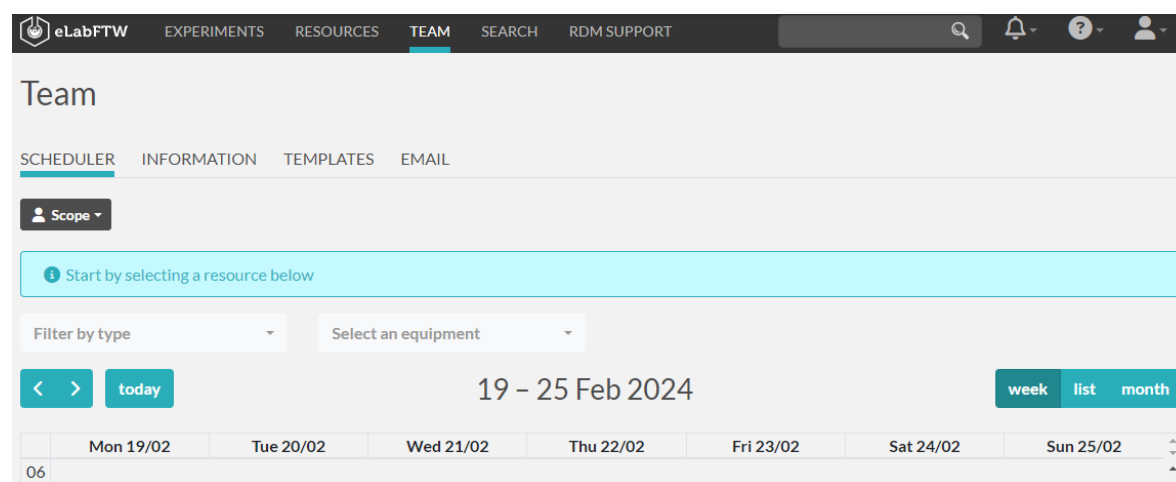 eLabFTW EXPERIMENTS RESOURCES TEAM SEARCH RDM SUPPORT
Team
SCHEDULER INFORMATION TEMPLATES EMAIL
Scope
Start by selecting a resource below
Filter by type Select an equipment
today 19 – 25 Feb 2024 week list month
Mon 19/02 Tue 20/02 Wed 21/02 Thu 22/02 Fri 23/02 Sat 24/02 Sun 25/02
06